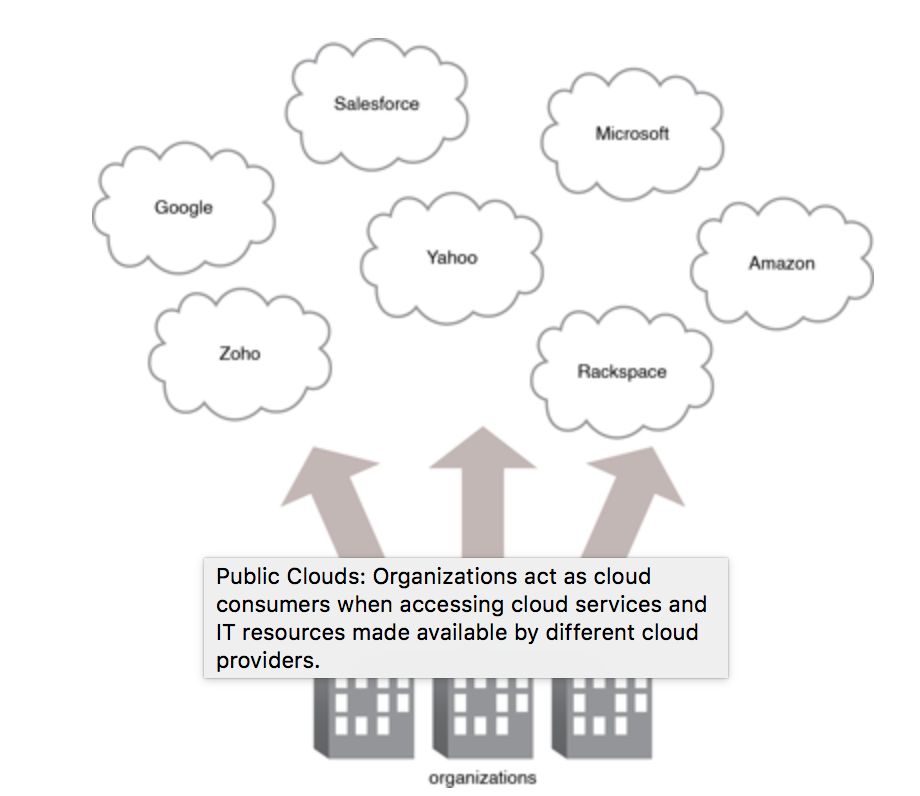 Salesforce
Microsoft
Google
Yahoo
Amazon
Zoho
Rackspace
Public Clouds: Organizations act as cloud
consumers when accessing cloud services and
IT resources made available by different cloud
providers.
organizations